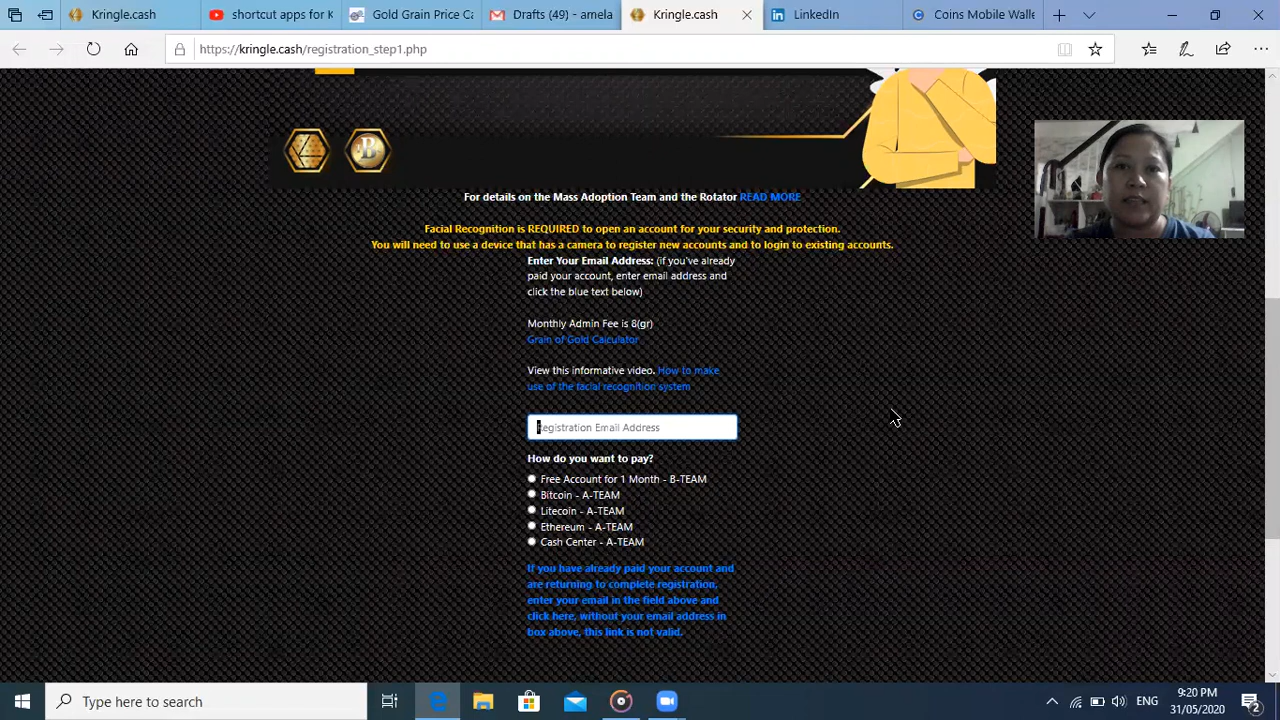 Kringle.cash
shortcut apps for K
Gold Grain Price Ca
Drafts (49) - amela
Kringle.cash
LinkedIn
Coins Mobile Walle
https://kringle.cash/registration_step1.php
B
For details on the Mass Adoption Team and the Rotator READ MORE
Facial Recognition is REQUIRED to open an account for your security and protection.
You will need to use a device that has a camera to register new accounts and to login to existing accounts.
Enter Your Email Address: (if you've already
paid your account, enter email address and
click the blue text below)
Monthly Admin Fee is 8(gr)
Grain of Gold Calculator
View this informative video. How to make
use of the facial recognition system
Registration Email Address
How do you want to pay?
Free Account for 1 Month - B-TEAM
Bitcoin - A-TEAM
Litecoin - A-TEAM
Ethereum - A-TEAM
Cash Center - A-TEAM
If you have already paid your account and
are returning to complete registration,
enter your email in the field above and
click here, without your email address in
box above, this link is not valid.
Type here to search
ENG
9:20 PM
31/05/2020
2